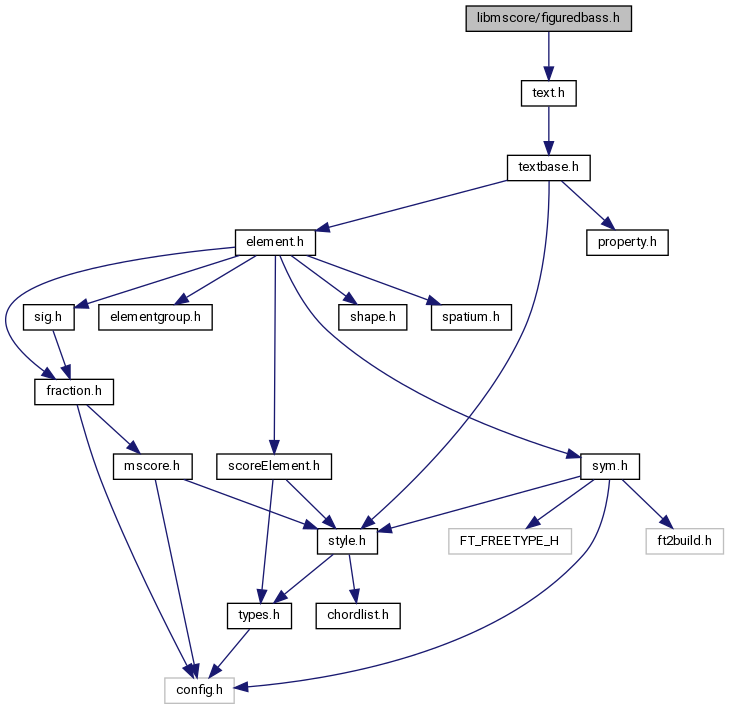 libmscore/figuredbass.h
text.h
textbase.h
element.h
property.h
sig.h
elementgroup.h
shape.h
spatium.h
fraction.h
mscore.h
scoreElement.h
sym.h
style.h
FT_FREETYPE_H
ft2build.h
types.h
chordlist.h
config.h